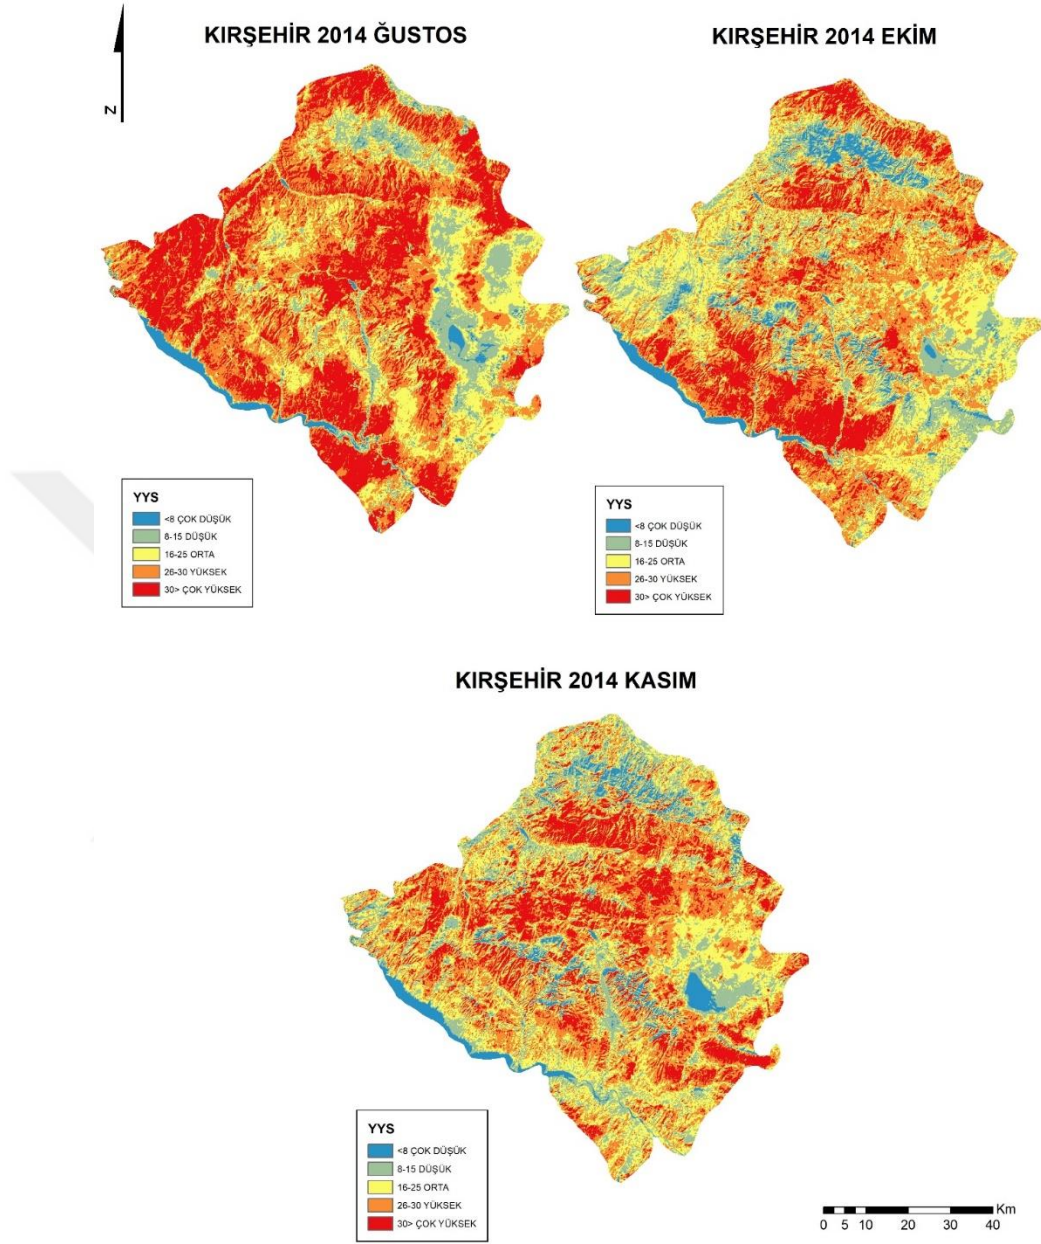 KIRŞEHİR 2014 ĞUSTOS
KIRŞEHİR 2014 EKİM
N
YYS
<8 ÇOK DÜŞÜK
8-15 DÜŞÜK
16-25 ORTA
26-30 YÜKSEK
30> ÇOK YÜKSEK
YYS
<8 ÇOK DÜŞÜK
8-15 DÜŞÜK
16-25 ORTA
26-30 YÜKSEK
30> ÇOK YÜKSEK
KIRŞEHİR 2014 KASIM
YYS
<8 ÇOK DÜŞÜK
8-15 DÜŞÜK
16-25 ORTA
26-30 YÜKSEK
30> ÇOK YÜKSEK
Km
0 5 10 20 30 40